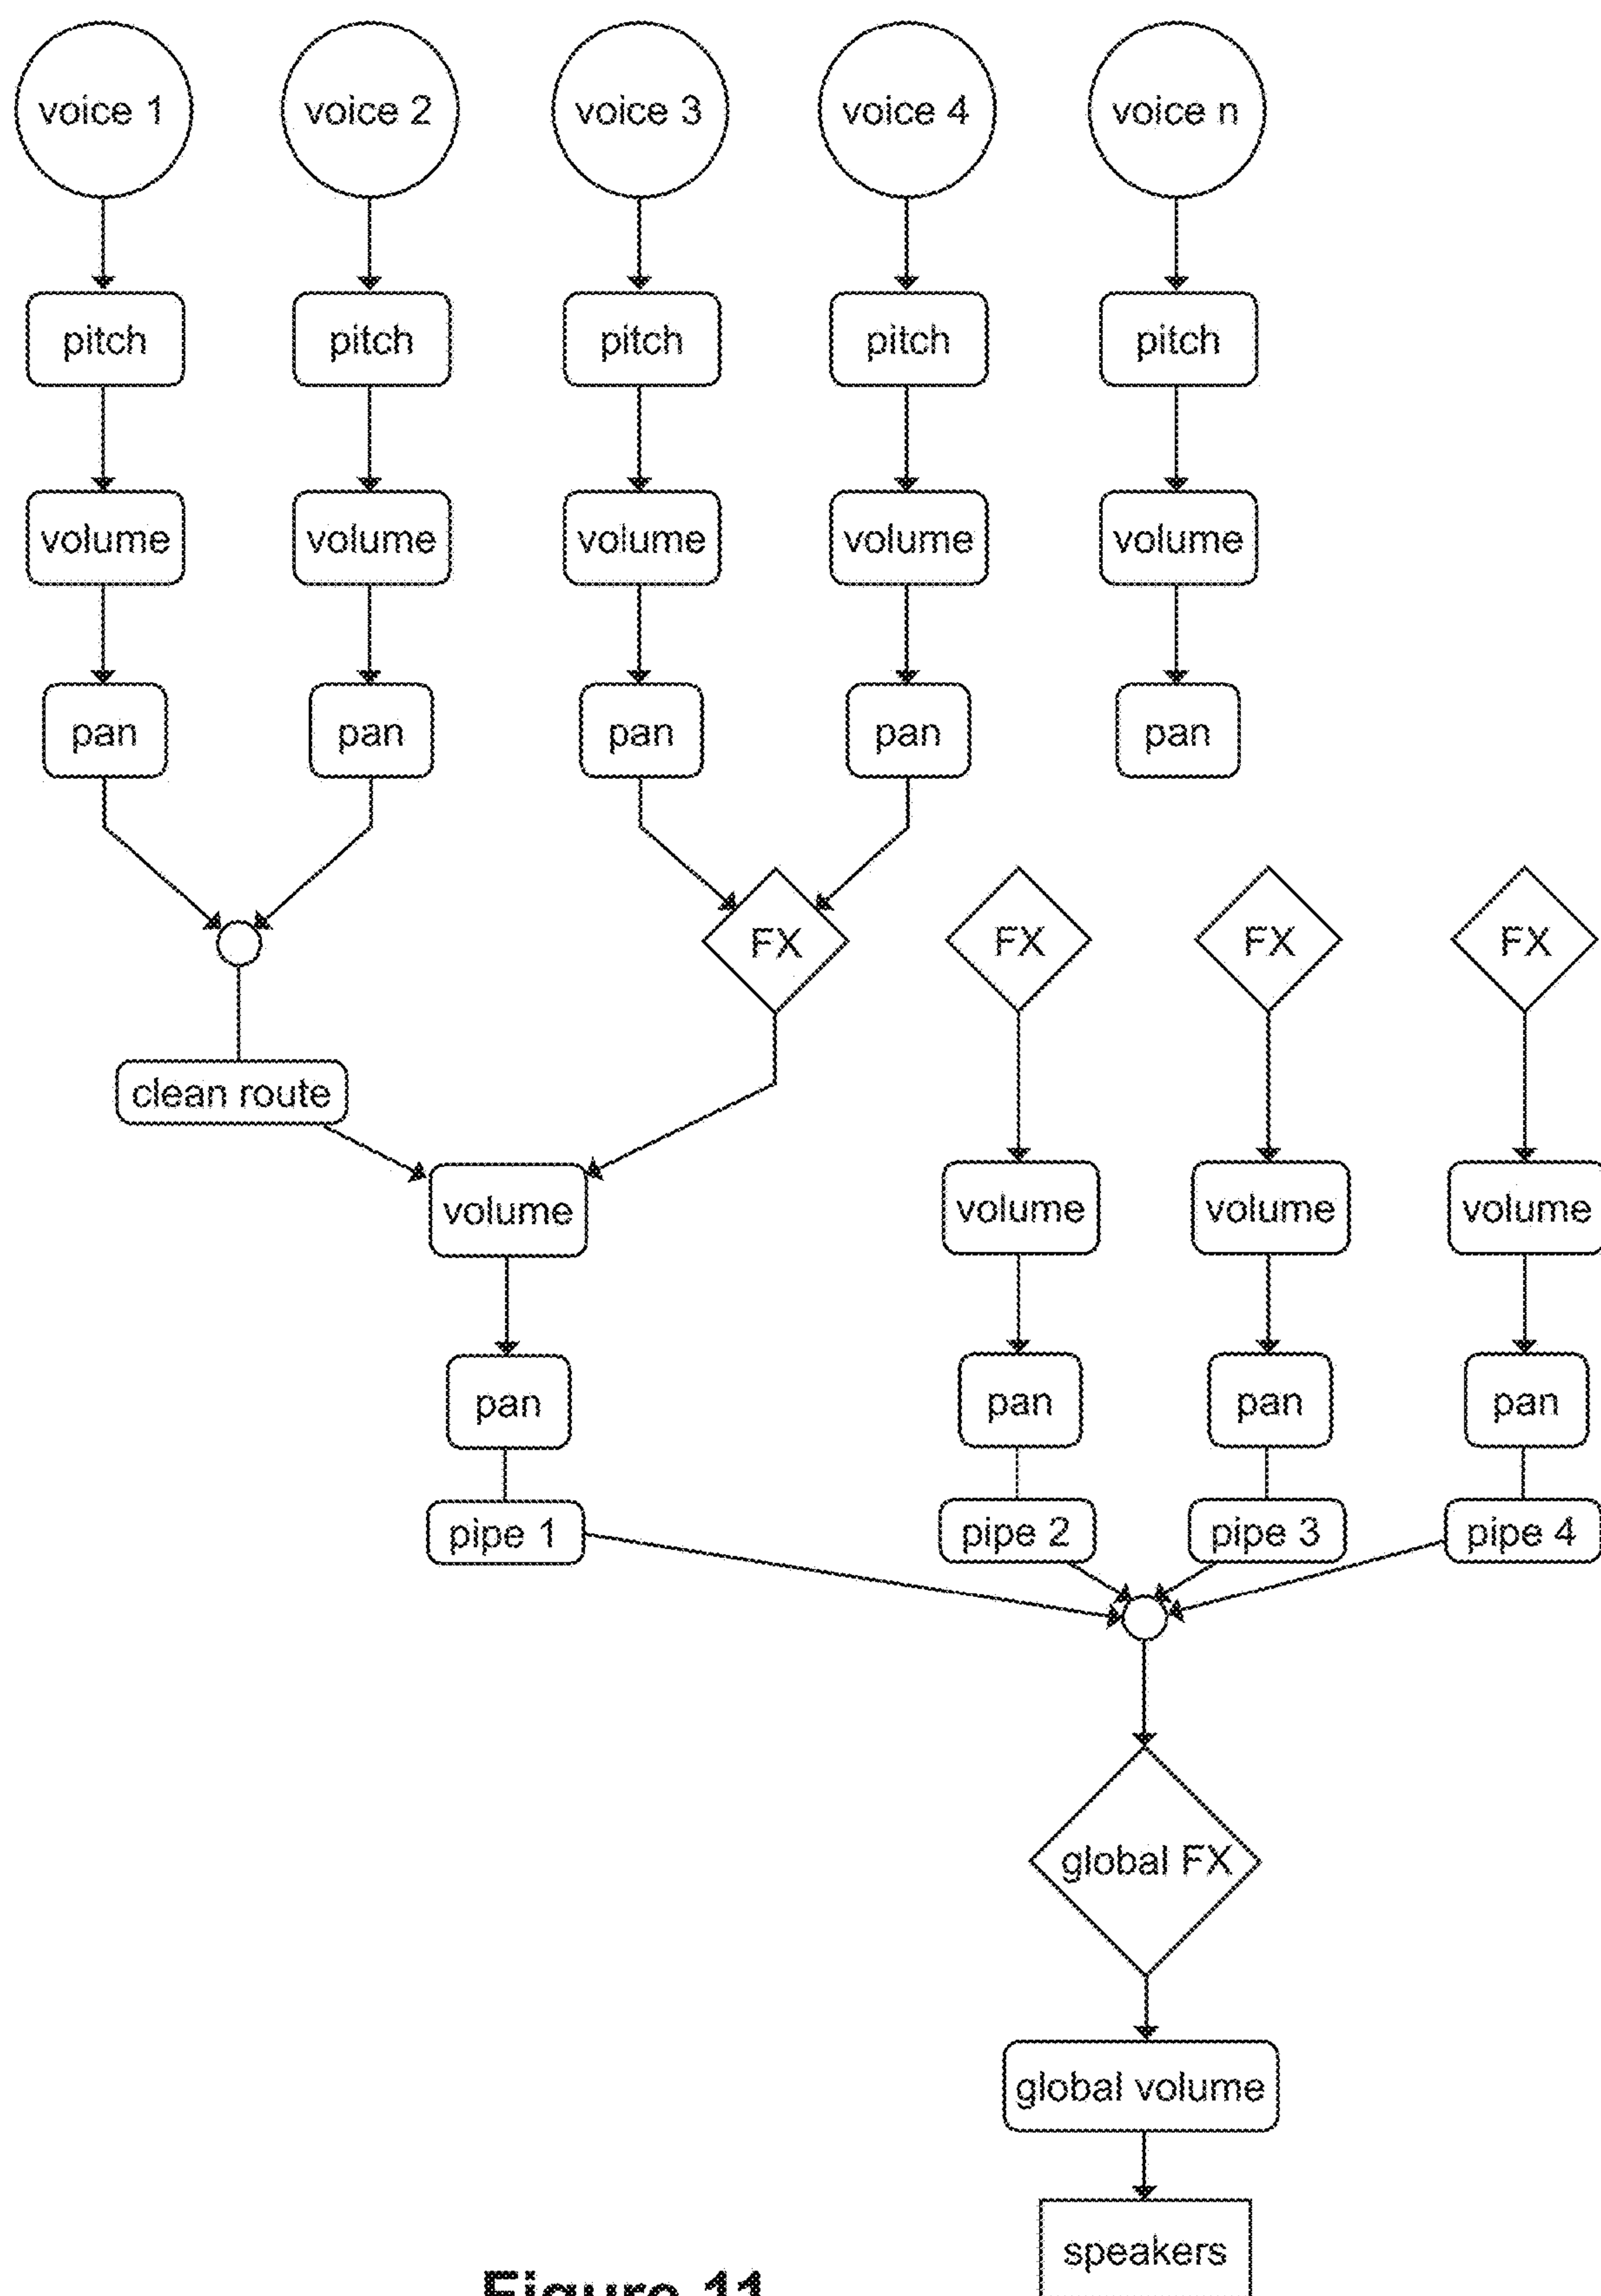 voice 1 voice 2 voice 3 voice 4 voice n
pitch pitch pitch pitch pitch
volume volume volume volume volume
pan pan pan pan pan
FX FX FX FX
clean route
volume volume volume volume
pan pan pan pan
pipe 1 pipe 2 pipe 3 pipe 4
global FX
global volume
speakers
Figure 11